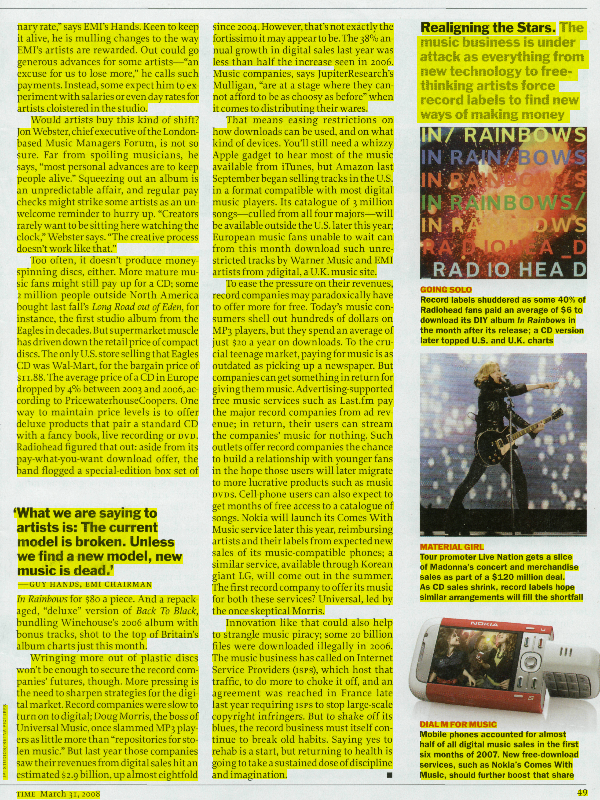 nary rate," says EMI's Hands. Keen to keep
it alive, he is mulling changes to the way
EMI's artists are rewarded. Out could go
generous advances for some artists—"an
excuse for us to lose more," he calls such
payments. Instead, some expect him to ex-
periment with salaries or even day rates for
artists cloistered in the studio.
Would artists buy this kind of shift?
Jon Webster, chief executive of the London-
based Music Managers Forum, is not so
sure. Far from spoiling musicians, he
says, "most personal advances are to keep
people alive." Squeezing out an album is
an unpredictable affair, and regular pay
checks might strike some artists as an un-
welcome reminder to hurry up. "Creators
rarely want to be sitting here watching the
clock," Webster says. "The creative process
doesn't work like that."
Too often, it doesn't produce money-
spinning discs, either. More mature mu-
sic fans might still pay up for a CD; some
2 million people outside North America
bought last fall's Long Road out of Eden, for
instance, the first studio album from the
Eagles in decades. But supermarket muscle
has driven down the retail price of compact
discs. The only U.S. store selling that Eagles
CD was Wal-Mart, for the bargain price of
$11.88. The average price of a CD in Europe
dropped by 4% between 2003 and 2006, ac-
cording to PricewaterhouseCoopers. One
way to maintain price levels is to offer
deluxe products that pair a standard CD
with a fancy book, live recording or DVD.
Radiohead figured that out: aside from its
pay-what-you-want download offer, the
band flogged a special-edition box set of
'What we are saying to
artists is: The current
model is broken. Unless
we find a new model, new
music is dead.'
—GUY HANDS, EMI CHAIRMAN
In Rainbows for $80 a piece. And a repack-
aged, "deluxe" version of Back To Black,
bundling Winehouse's 2006 album with
bonus tracks, shot to the top of Britain's
album charts just this month.
Wringing more out of plastic discs
won't be enough to secure the record com-
panies' futures, though. More pressing is
the need to sharpen strategies for the digi-
tal market. Record companies were slow to
turn on to digital; Doug Morris, the boss of
Universal Music, once slammed MP3 play-
ers as little more than "repositories for sto-
len music." But last year those companies
saw their revenues from digital sales hit an
estimated $2.9 billion, up almost eightfold
since 2004. However, that's not exactly the
fortissimo it may appear to be. The 38% an-
nual growth in digital sales last year was
less than half the increase seen in 2006.
Music companies, says JupiterResearch's
Mulligan, "are at a stage where they can-
not afford to be as choosy as before" when
it comes to distributing their wares.
That means easing restrictions on
how downloads can be used, and on what
kind of devices. You'll still need a whizzy
Apple gadget to hear most of the music
available from iTunes, but Amazon last
September began selling tracks in the U.S.
in a format compatible with most digital
music players. Its catalogue of 3 million
songs—culled from all four majors—will
be available outside the U.S. later this year;
European music fans unable to wait can
from this month download such unre-
stricted tracks by Warner Music and EMI
artists from 7digital, a U.K. music site.
To ease the pressure on their revenues,
record companies may paradoxically have
to offer more for free. Today's music con-
sumers shell out hundreds of dollars on
MP3 players, but they spend an average of
just $20 a year on downloads. To the cru-
cial teenage market, paying for music is as
outdated as picking up a newspaper. But
companies can get something in return for
giving them music. Advertising-supported
free music services such as Last.fm pay
the major record companies from ad rev-
enue; in return, their users can stream
the companies' music for nothing. Such
outlets offer record companies the chance
to build a relationship with younger fans
in the hope those users will later migrate
to more lucrative products such as music
DVDs. Cell phone users can also expect to
get months of free access to a catalogue of
songs. Nokia will launch its Comes With
Music service later this year, reimbursing
artists and their labels from expected new
sales of its music-compatible phones; a
similar service, available through Korean
giant LG, will come out in the summer.
The first record company to offer its music
for both these services? Universal, led by
the once skeptical Morris.
Innovation like that could also help
to strangle music piracy; some 20 billion
files were downloaded illegally in 2006.
The music business has called on Internet
Service Providers (ISPs), which host that
traffic, to do more to choke it off, and an
agreement was reached in France late
last year requiring ISPs to stop large-scale
copyright infringers. But to shake off its
blues, the record business must itself con-
tinue to break old habits. Saying yes to
rehab is a start, but returning to health is
going to take a sustained dose of discipline
and imagination.
Realigning the Stars. The
music business is under
attack as everything from
new technology to free-
thinking artists force
record labels to find new
ways of making money
IN/ RAINBOWS
IN RAIN/BOWS
IN RAINBOWS/
RADIOHEAD_D
RAD IO HEA D
GOING SOLO
Record labels shuddered as some 40% of
Radiohead fans paid an average of $6 to
download its DIY album In Rainbows in
the month after its release; a CD version
later topped U.S. and U.K. charts
MATERIAL GIRL
Tour promoter Live Nation gets a slice
of Madonna's concert and merchandise
sales as part of a $120 million deal.
As CD sales shrink, record labels hope
similar arrangements will fill the shortfall
NOKIA
DIAL M FOR MUSIC
Mobile phones accounted for almost
half of all digital music sales in the first
six months of 2007. New free-download
services, such as Nokia's Comes With
Music, should further boost that share
TIME March 31, 2008
49